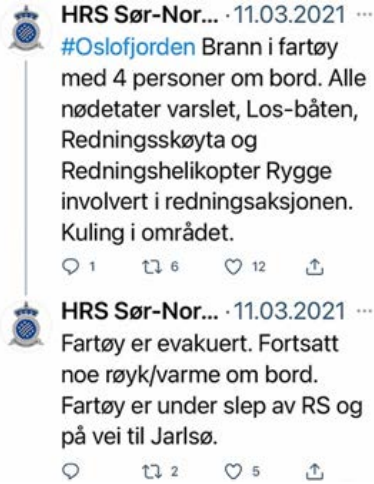 HRS Sør-Nor... · 11.03.2021 ···
#Oslofjorden Brann i fartøy
med 4 personer om bord. Alle
nødetater varslet, Los-båten,
Redningsskøyta og
Redningshelikopter Rygge
involvert i redningsaksjonen.
Kuling i området.
1 6 12
HRS Sør-Nor... · 11.03.2021 ···
Fartøy er evakuert. Fortsatt
noe røyk/varme om bord.
Fartøy er under slep av RS og
på vei til Jarlsø.
2 5